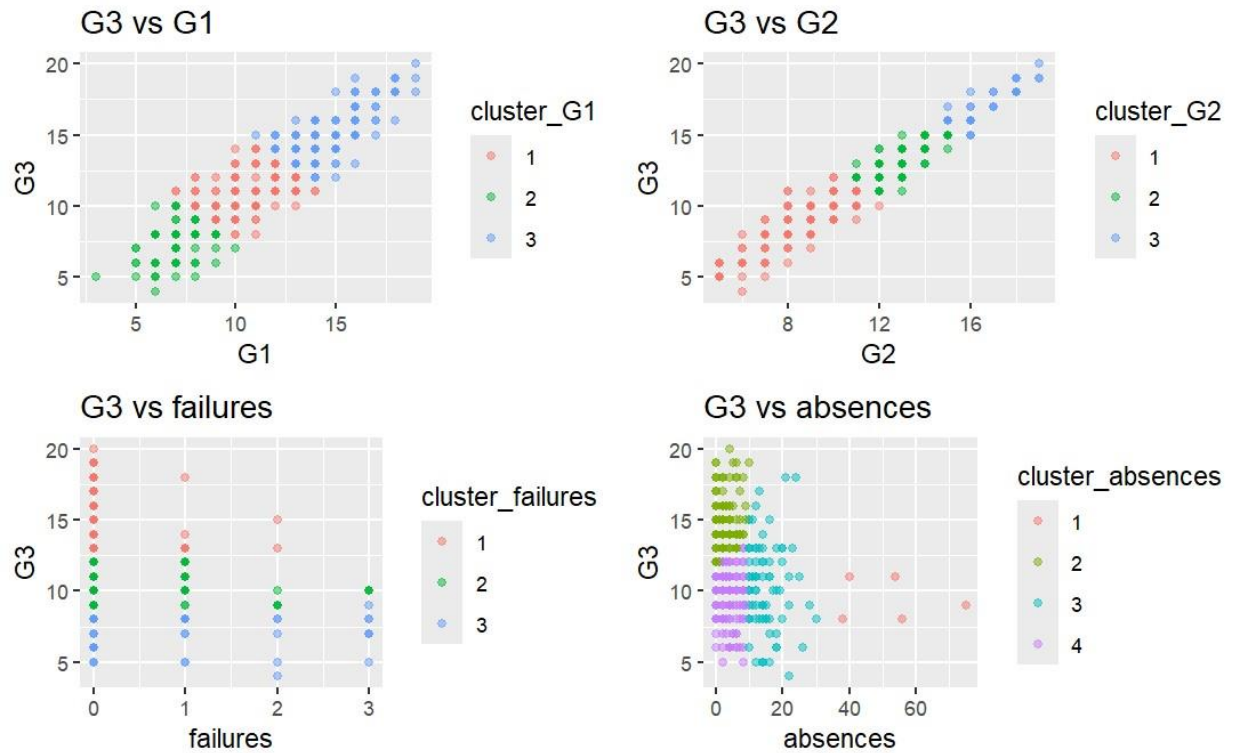 G3 vs G1
20
15
10
5
G3
5 10 15
G1
cluster_G1
1
2
3
G3 vs G2
20
15
10
5
G3
8 12 16
G2
cluster_G2
1
2
3
G3 vs failures
20
15
10
5
G3
0 1 2 3
failures
cluster_failures
1
2
3
G3 vs absences
20
15
10
5
G3
0 20 40 60
absences
cluster_absences
1
2
3
4